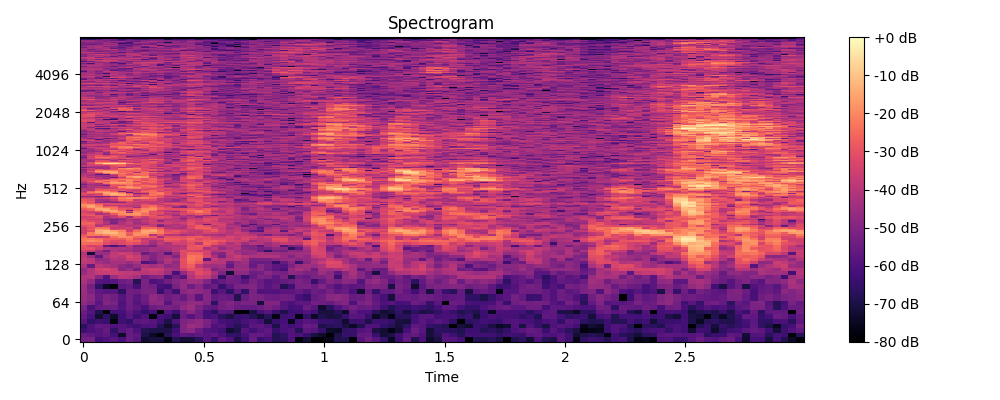 Spectrogram
Hz
4096
2048
1024
512
256
128
64
0
0
0.5
1
1.5
2
2.5
Time
+0 dB
-10 dB
-20 dB
-30 dB
-40 dB
-50 dB
-60 dB
-70 dB
-80 dB